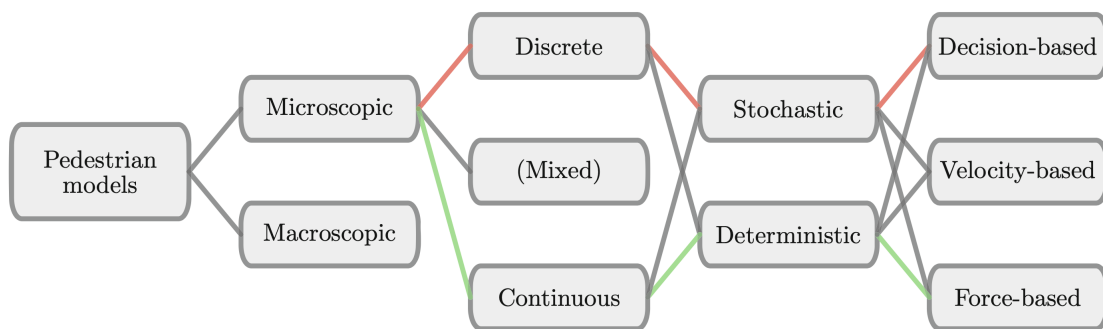 Pedestrian
models
Microscopic
Macroscopic
Discrete
(Mixed)
Continuous
Stochastic
Deterministic
Decision-based
Velocity-based
Force-based